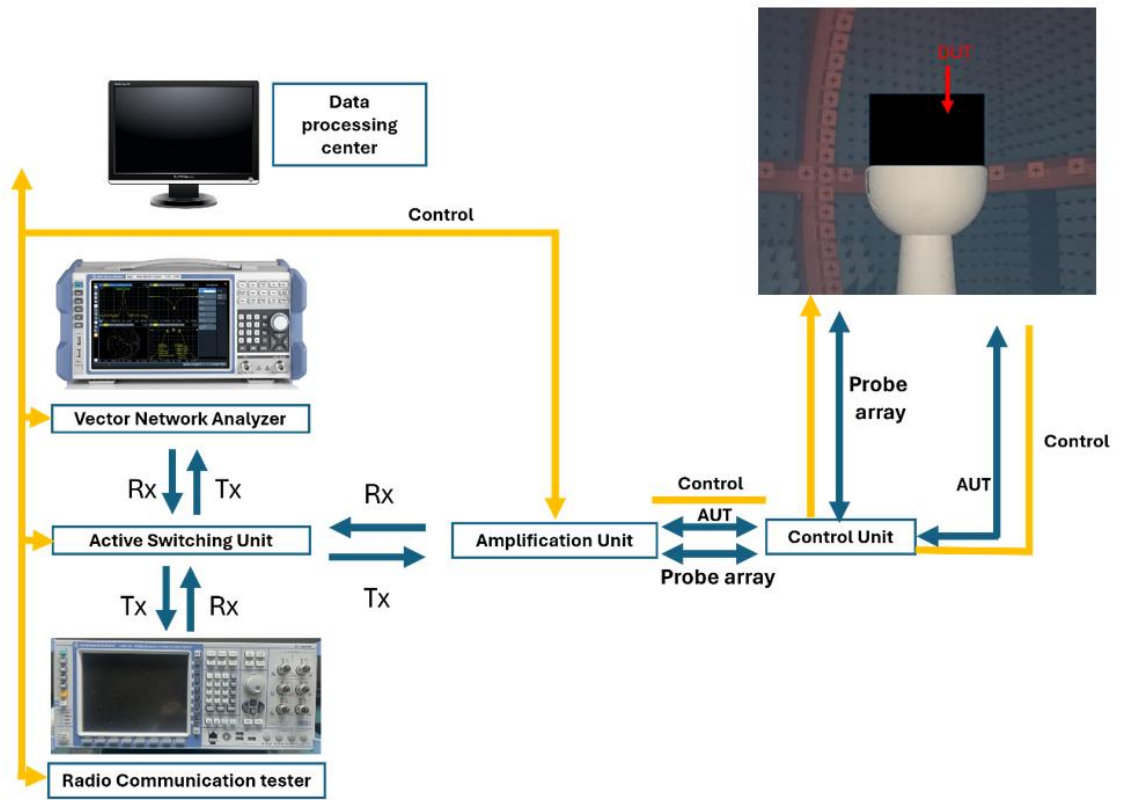 DUT
Data
processing
center
Control
Vector Network Analyzer
Rx
Tx
Rx
Active Switching Unit
Tx
Tx
Rx
Amplification Unit
Control
AUT
Probe array
Control Unit
Probe
array
AUT
Control
Radio Communication tester